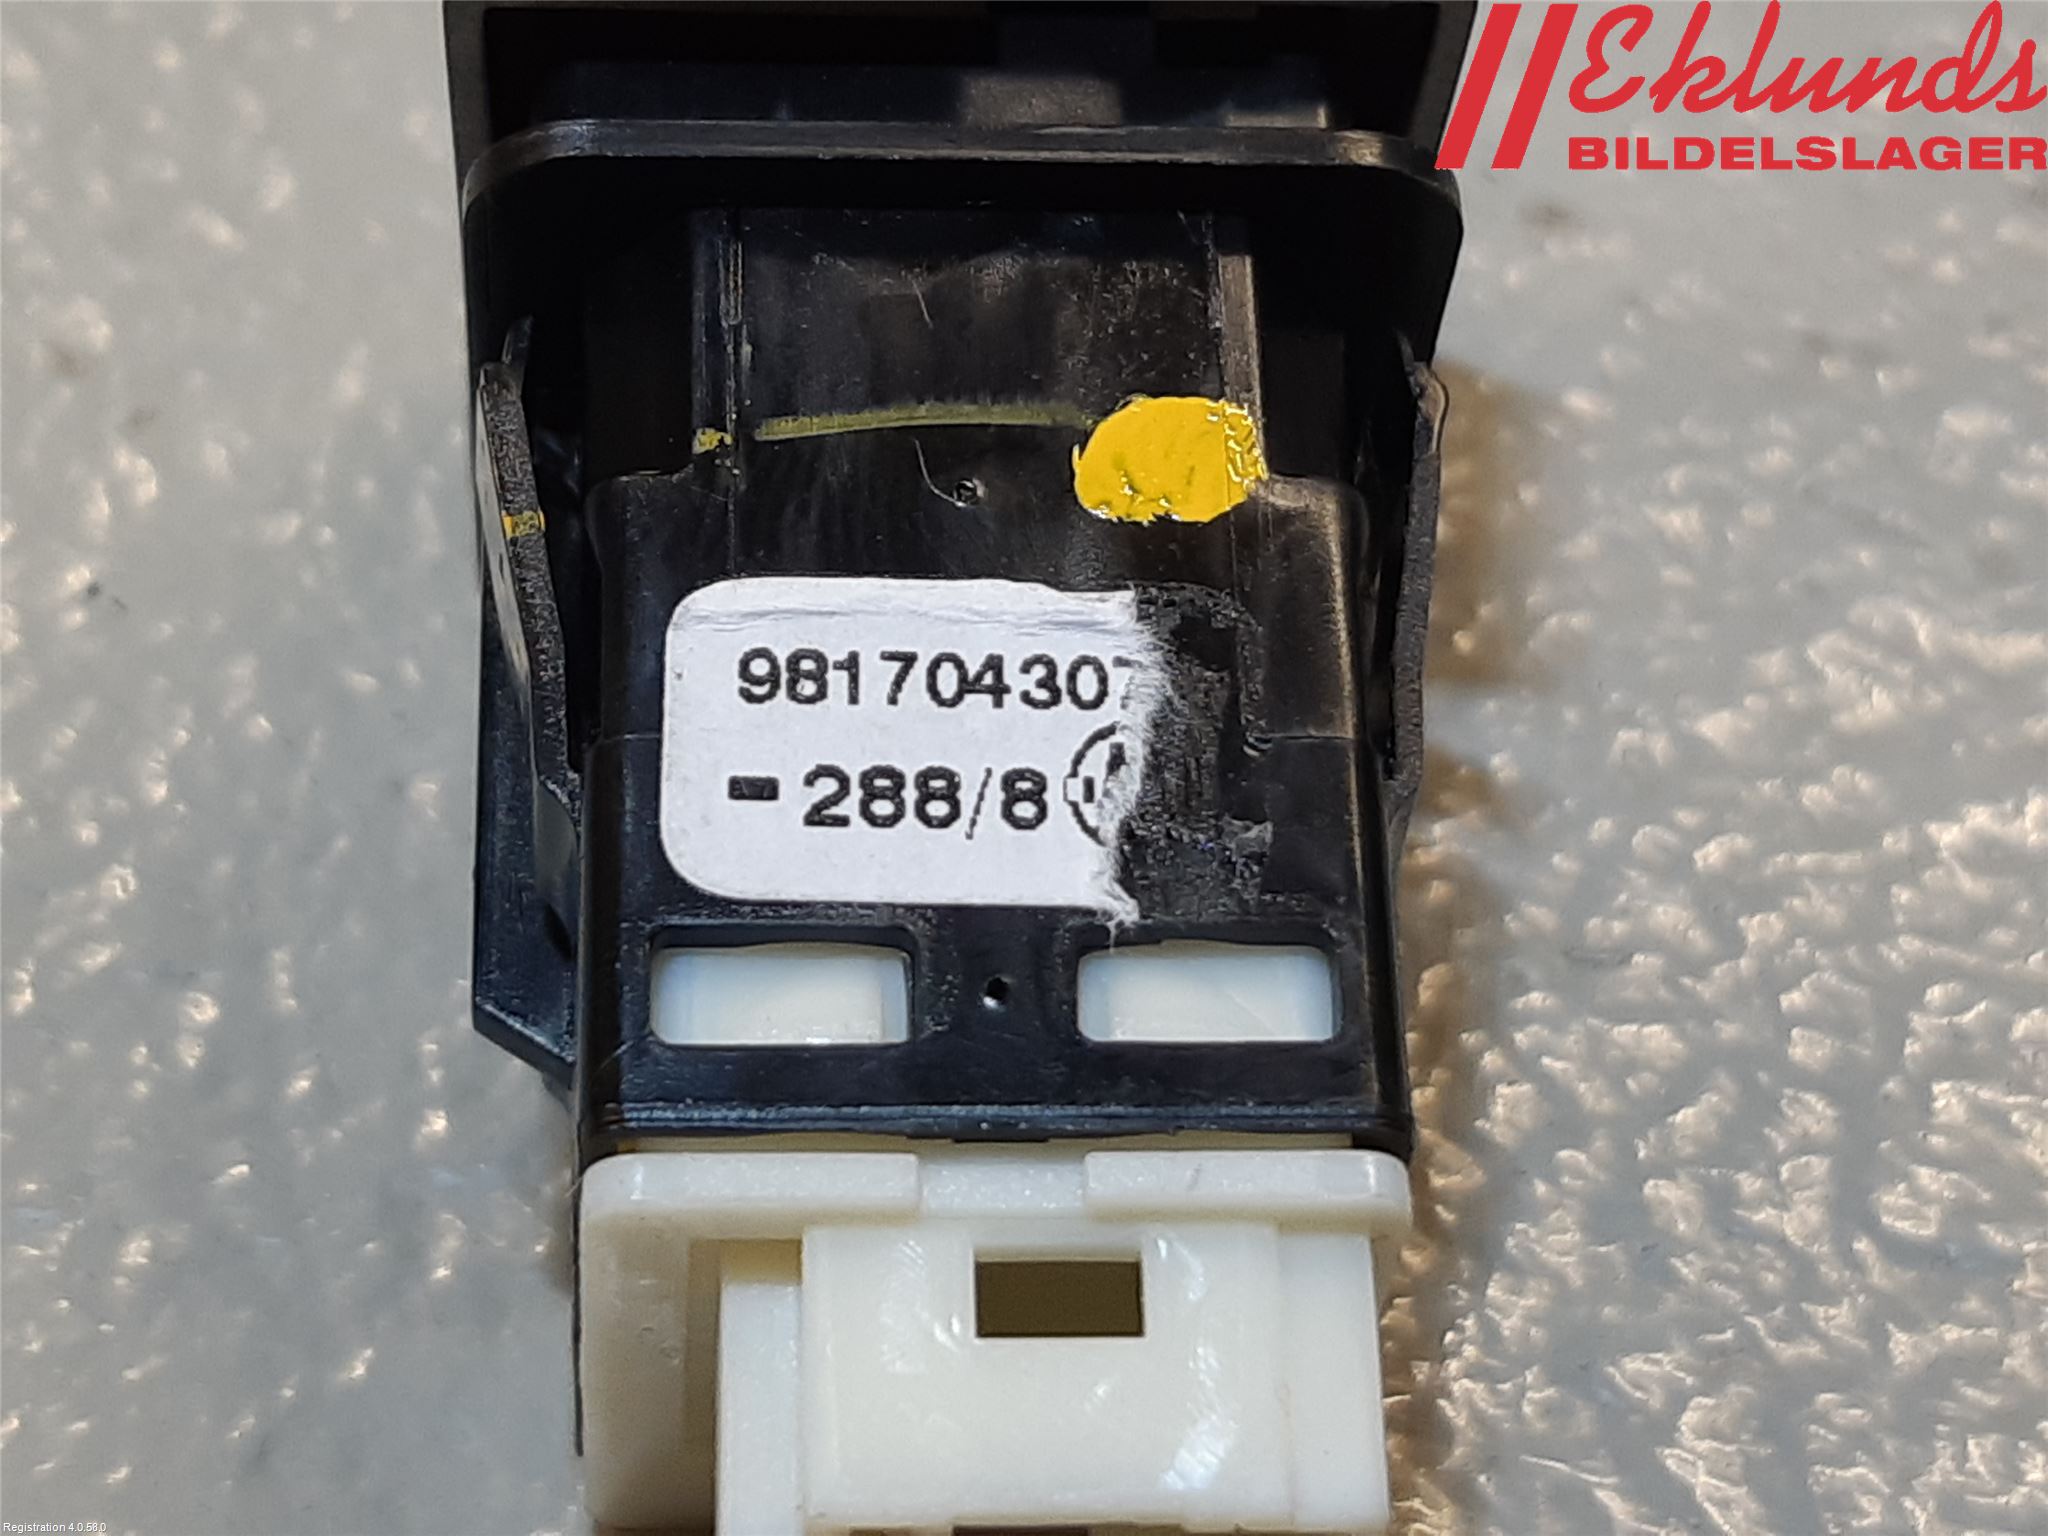 Eklunds
BILDELSLAGER
981704307
- 288/8
Registration 4.0.58.0